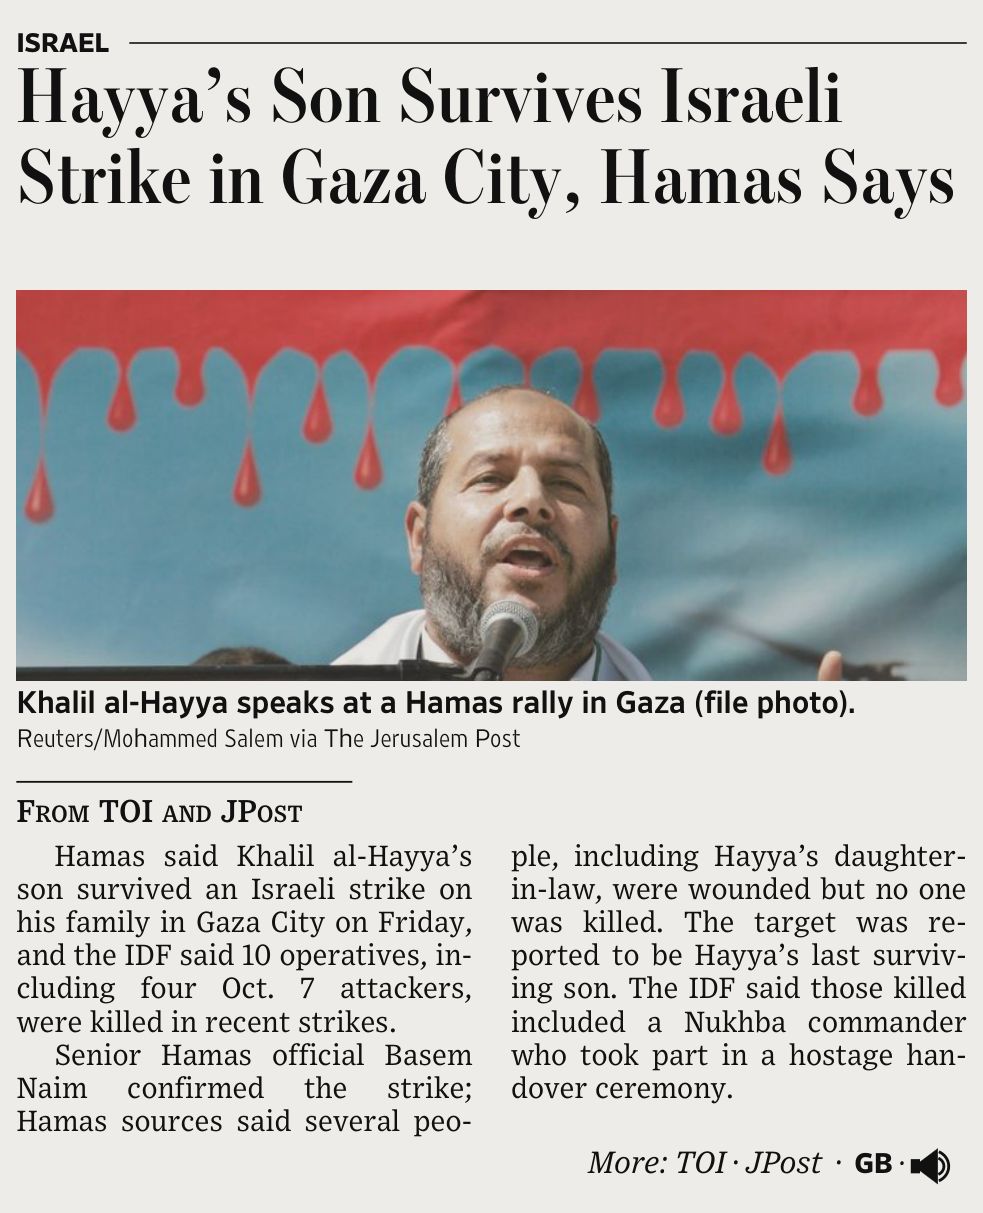 ISRAEL
Hayya’s Son Survives Israeli
Strike in Gaza City, Hamas Says
Khalil al-Hayya speaks at a Hamas rally in Gaza (file photo).
Reuters/Mohammed Salem via The Jerusalem Post
From TOI and JPost
Hamas said Khalil al-Hayya’s
son survived an Israeli strike on
his family in Gaza City on Friday,
and the IDF said 10 operatives, in-
cluding four Oct. 7 attackers,
were killed in recent strikes.
Senior Hamas official Basem
Naim confirmed the strike;
Hamas sources said several peo-
ple, including Hayya’s daughter-
in-law, were wounded but no one
was killed. The target was re-
ported to be Hayya’s last surviv-
ing son. The IDF said those killed
included a Nukhba commander
who took part in a hostage han-
dover ceremony.
More: TOI · JPost · GB ·